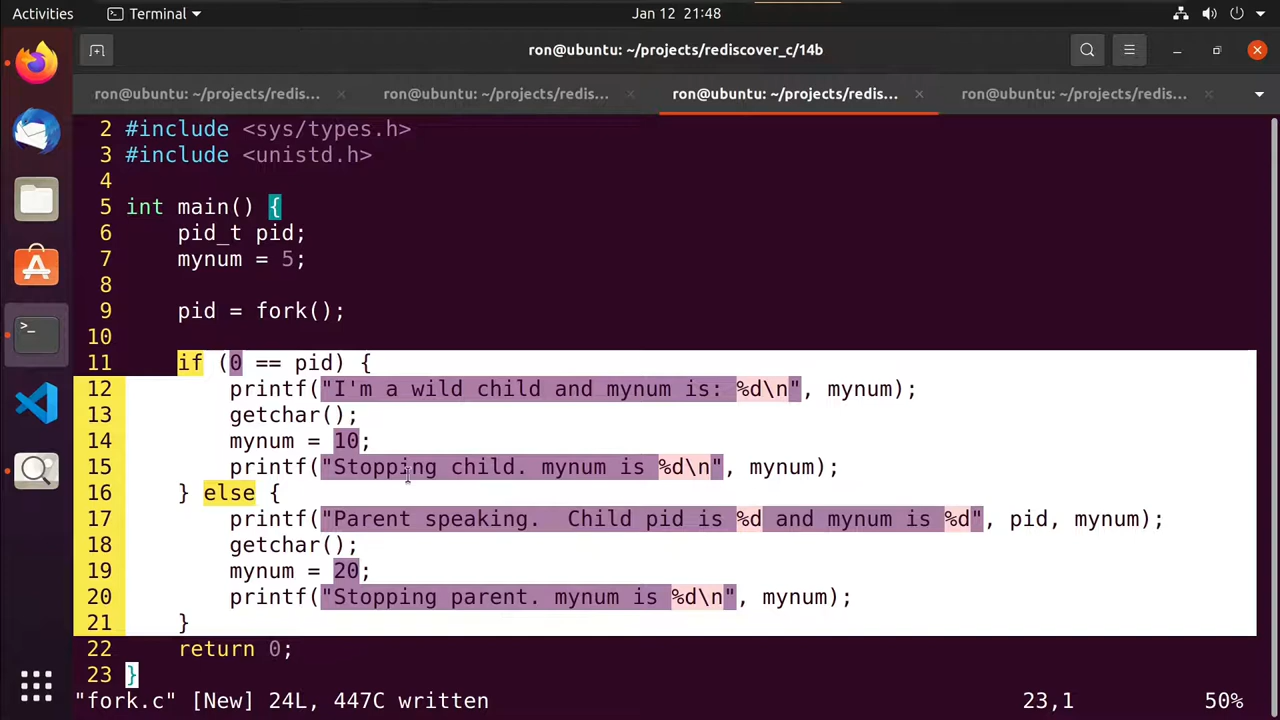 Activities
Terminal
Jan 12 21:48
ron@ubuntu: ~/projects/rediscover_c/14b
ron@ubuntu: ~/projects/redis...
ron@ubuntu: ~/projects/redis...
ron@ubuntu: ~/projects/redis...
ron@ubuntu: ~/projects/redis...
2 #include <sys/types.h>
3 #include <unistd.h>
4
5 int main() {
6     pid_t pid;
7     mynum = 5;
8
9     pid = fork();
10
11     if (0 == pid) {
12         printf("I'm a wild child and mynum is: %d\n", mynum);
13         getchar();
14         mynum = 10;
15         printf("Stopping child. mynum is %d\n", mynum);
16     } else {
17         printf("Parent speaking.  Child pid is %d and mynum is %d", pid, mynum);
18         getchar();
19         mynum = 20;
20         printf("Stopping parent. mynum is %d\n", mynum);
21     }
22     return 0;
23 }
"fork.c" [New] 24L, 447C written 23,1 50%